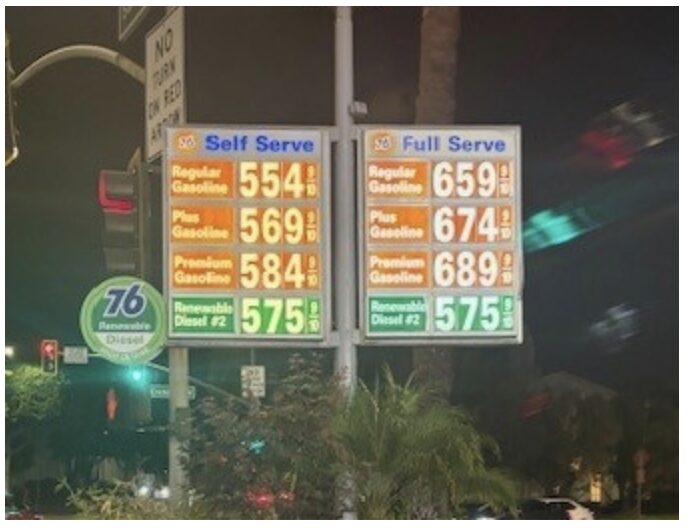 NO
TURN
ON RED
ARROW
76 Self Serve
Regular
Gasoline 554 9/10
Plus
Gasoline 569 9/10
Premium
Gasoline 584 9/10
Renewable
Diesel #2 575 9/10
76 Full Serve
Regular
Gasoline 659 9/10
Plus
Gasoline 674 9/10
Premium
Gasoline 689 9/10
Renewable
Diesel #2 575 9/10
76
Renewable
Diesel